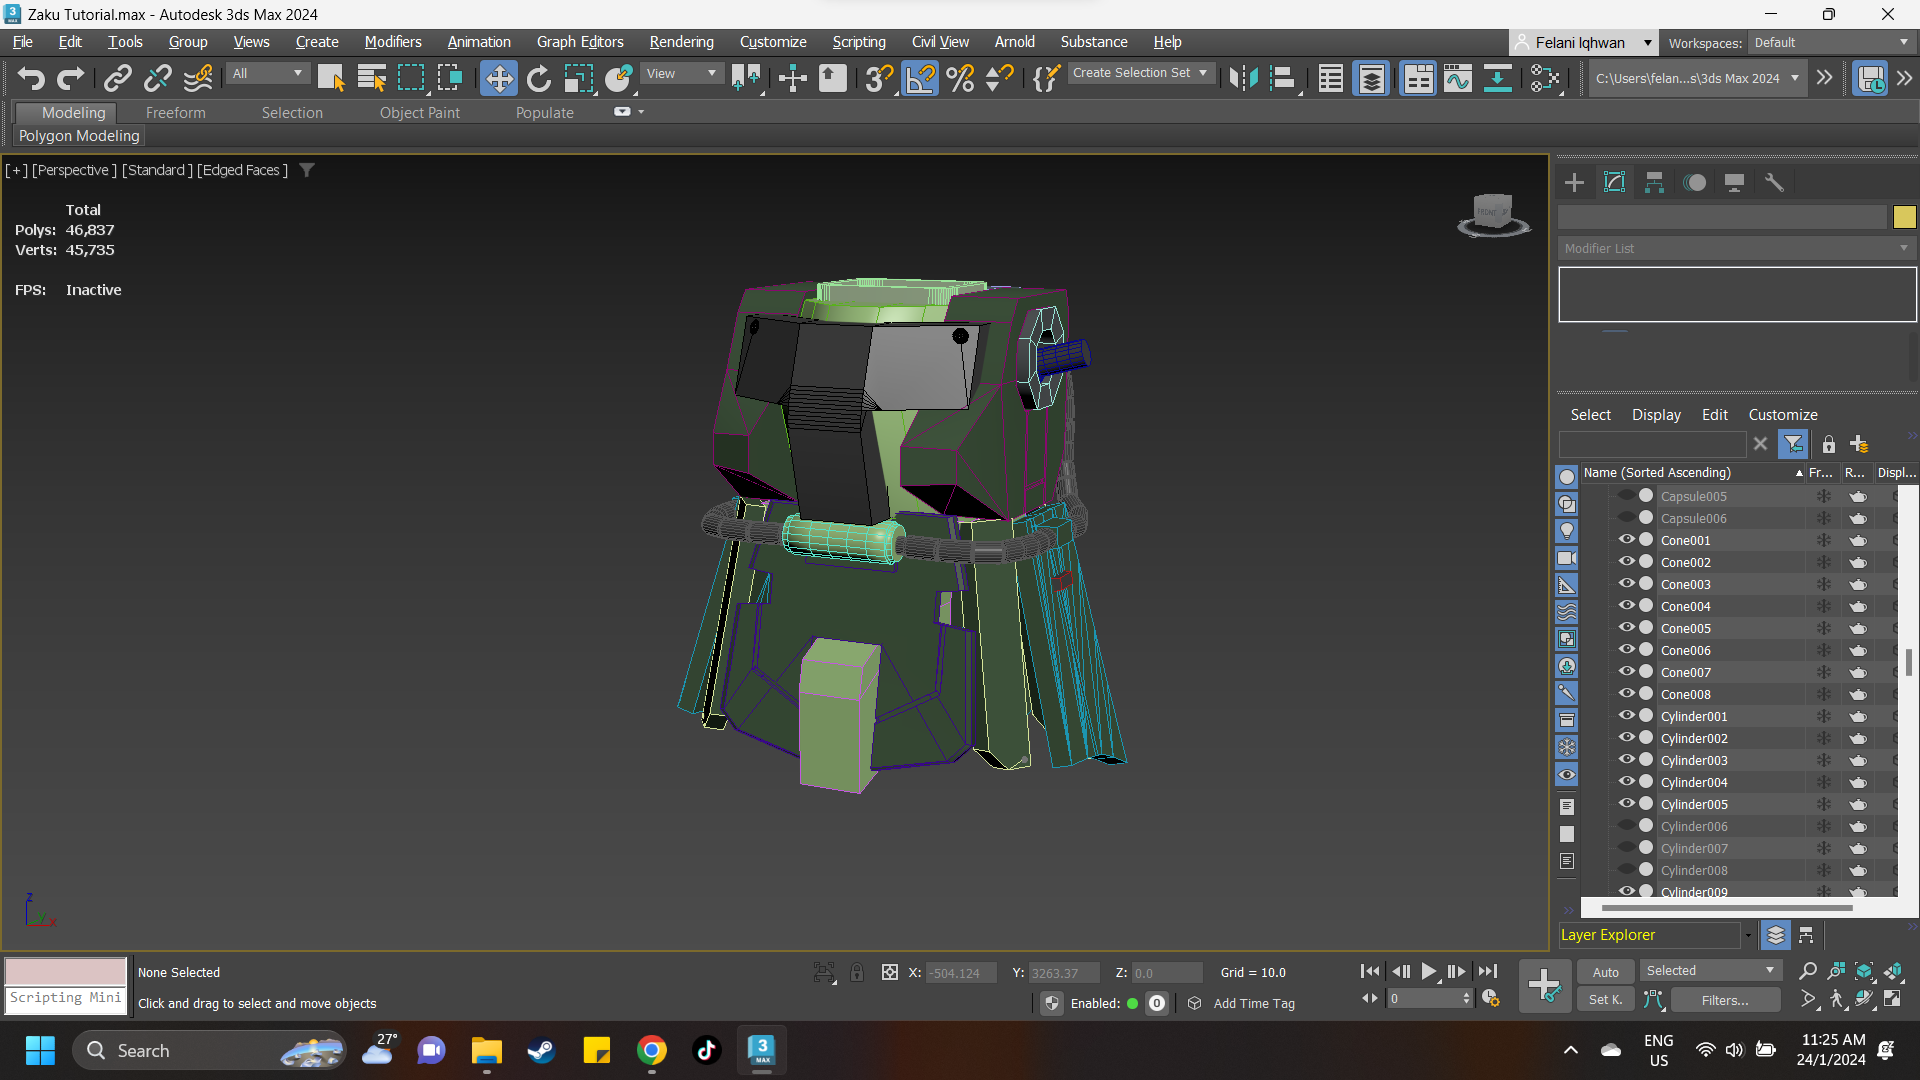 Zaku Tutorial.max - Autodesk 3ds Max 2024
File Edit Tools Group Views Create Modifiers Animation Graph Editors Rendering Customize Scripting Civil View Arnold Substance Help
Felani Iqhwan Workspaces: Default
All View Create Selection Set C:\Users\felan...s\3ds Max 2024
Modeling Freeform Selection Object Paint Populate
Polygon Modeling
[+] [Perspective ] [Standard ] [Edged Faces ]
Total
Polys: 46,837
Verts: 45,735
FPS: Inactive
FRONT
Modifier List
Select Display Edit Customize
Name (Sorted Ascending) Fr... R... Displ...
Capsule005
Capsule006
Cone001
Cone002
Cone003
Cone004
Cone005
Cone006
Cone007
Cone008
Cylinder001
Cylinder002
Cylinder003
Cylinder004
Cylinder005
Cylinder006
Cylinder007
Cylinder008
Cylinder009
Layer Explorer
z
y
x
None Selected
X: -504.124 Y: 3263.37 Z: 0.0 Grid = 10.0
Auto Selected
Scripting Mini
Click and drag to select and move objects
Enabled: 0 Add Time Tag
0
Set K. Filters...
Search
27°
3
MAX
ENG
US
11:25 AM
24/1/2024